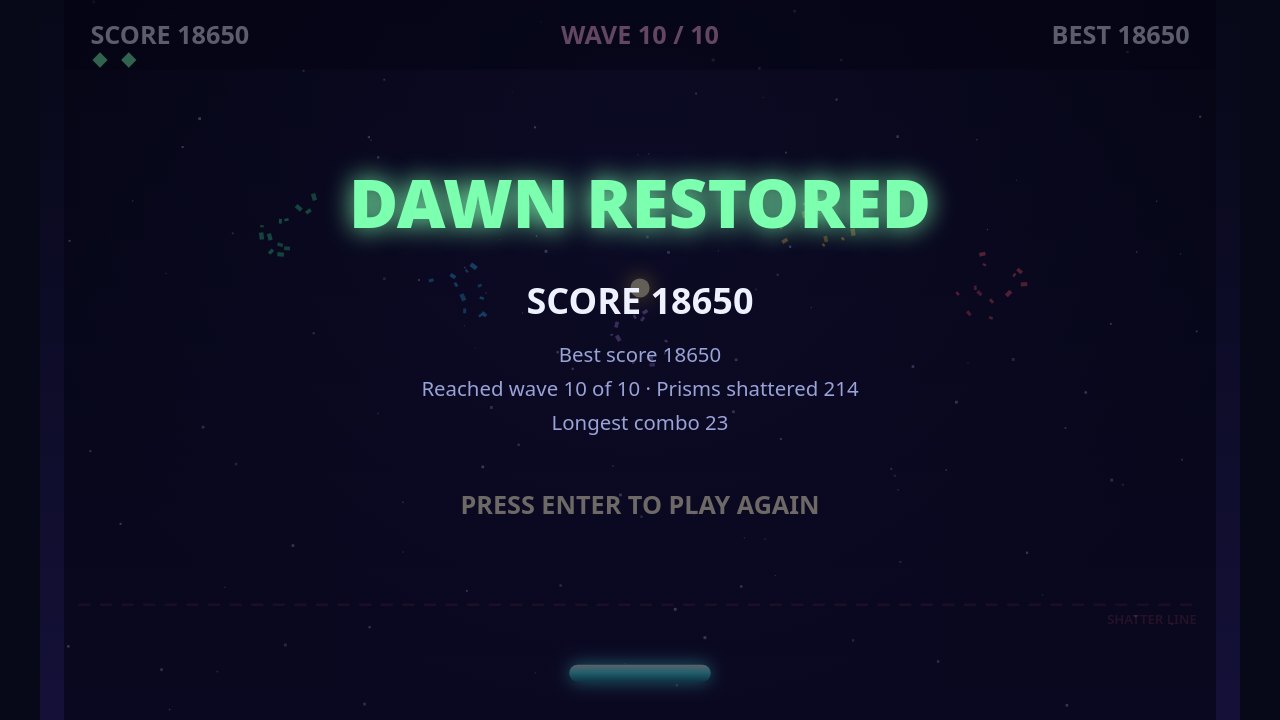 SCORE 18650
WAVE 10 / 10
BEST 18650
DAWN RESTORED
SCORE 18650
Best score 18650
Reached wave 10 of 10 · Prisms shattered 214
Longest combo 23
PRESS ENTER TO PLAY AGAIN
SHATTER LINE